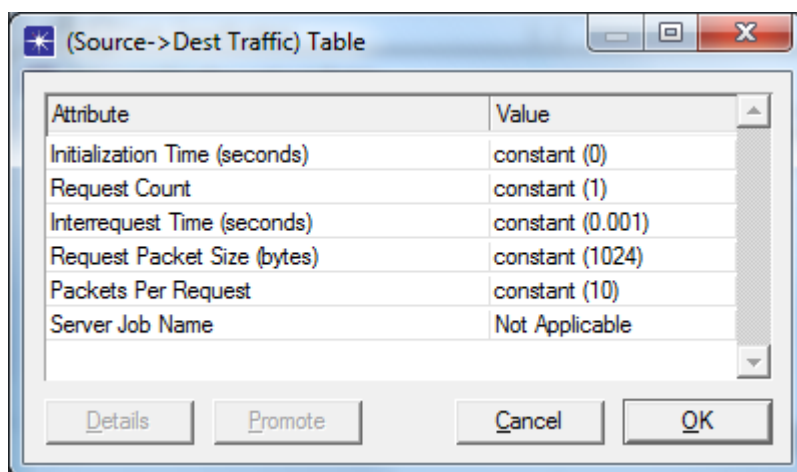 (Source->Dest Traffic) Table
Attribute Value
Initialization Time (seconds) constant (0)
Request Count constant (1)
Interrequest Time (seconds) constant (0.001)
Request Packet Size (bytes) constant (1024)
Packets Per Request constant (10)
Server Job Name Not Applicable
Details Promote Cancel OK